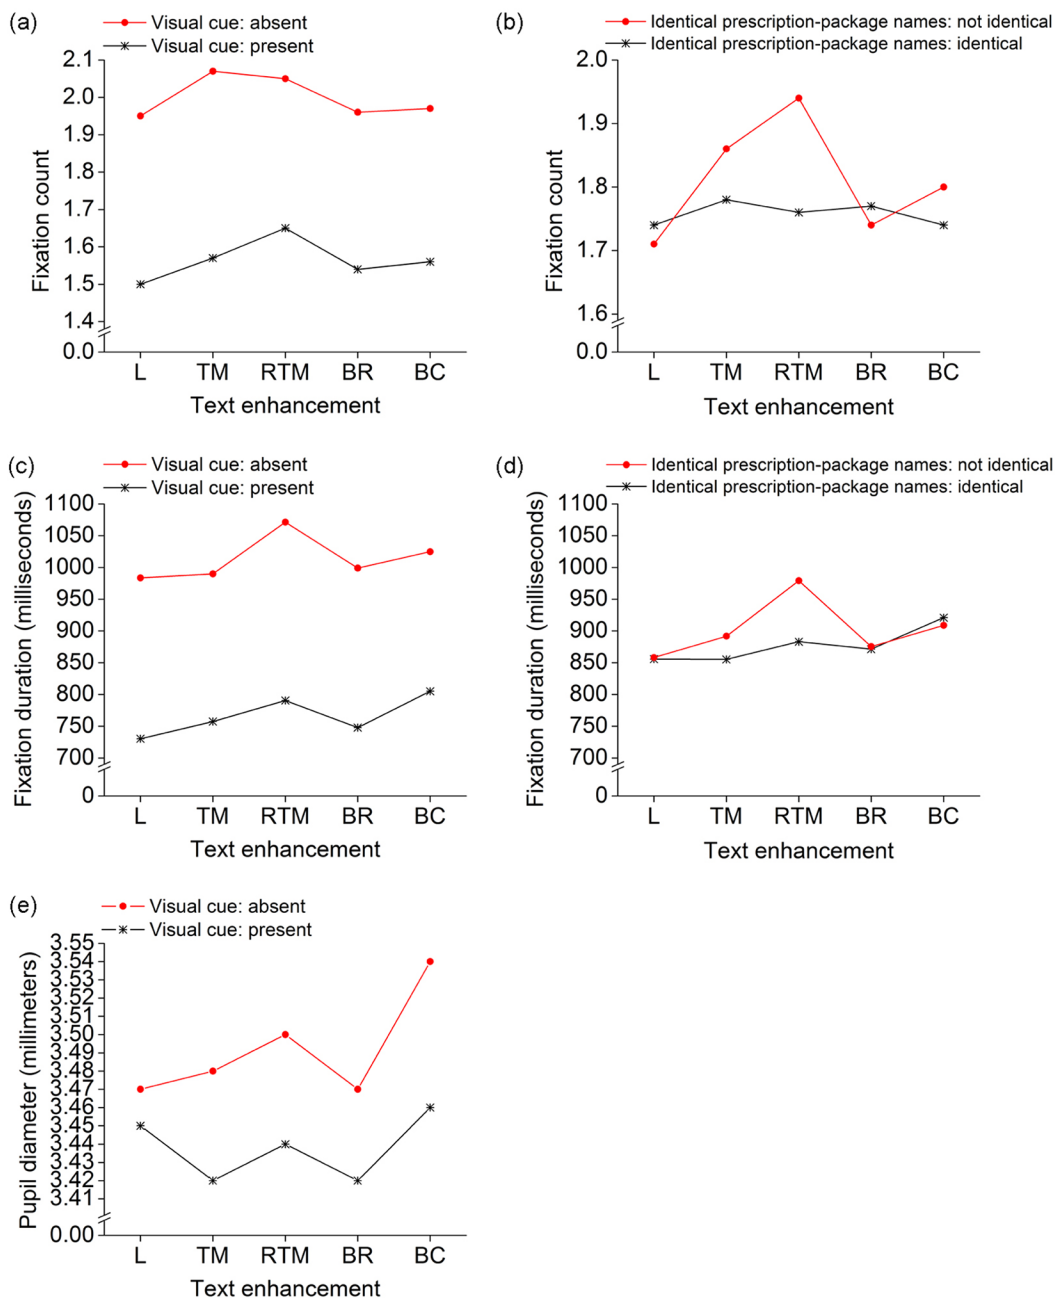 (a)
Visual cue: absent
Visual cue: present
2.1
2.0
1.9
1.8
1.7
1.6
1.5
1.4
0.0
Fixation count
L TM RTM BR BC
Text enhancement
(b)
Identical prescription-package names: not identical
Identical prescription-package names: identical
2.0
1.9
1.8
1.7
1.6
0.0
Fixation count
L TM RTM BR BC
Text enhancement
(c)
Visual cue: absent
Visual cue: present
1100
1050
1000
950
900
850
800
750
700
0
Fixation duration (milliseconds)
L TM RTM BR BC
Text enhancement
(d)
Identical prescription-package names: not identical
Identical prescription-package names: identical
1100
1050
1000
950
900
850
800
750
700
0
Fixation duration (milliseconds)
L TM RTM BR BC
Text enhancement
(e)
Visual cue: absent
Visual cue: present
3.55
3.54
3.53
3.52
3.51
3.50
3.49
3.48
3.47
3.46
3.45
3.44
3.43
3.42
3.41
0.00
Pupil diameter (millimeters)
L TM RTM BR BC
Text enhancement